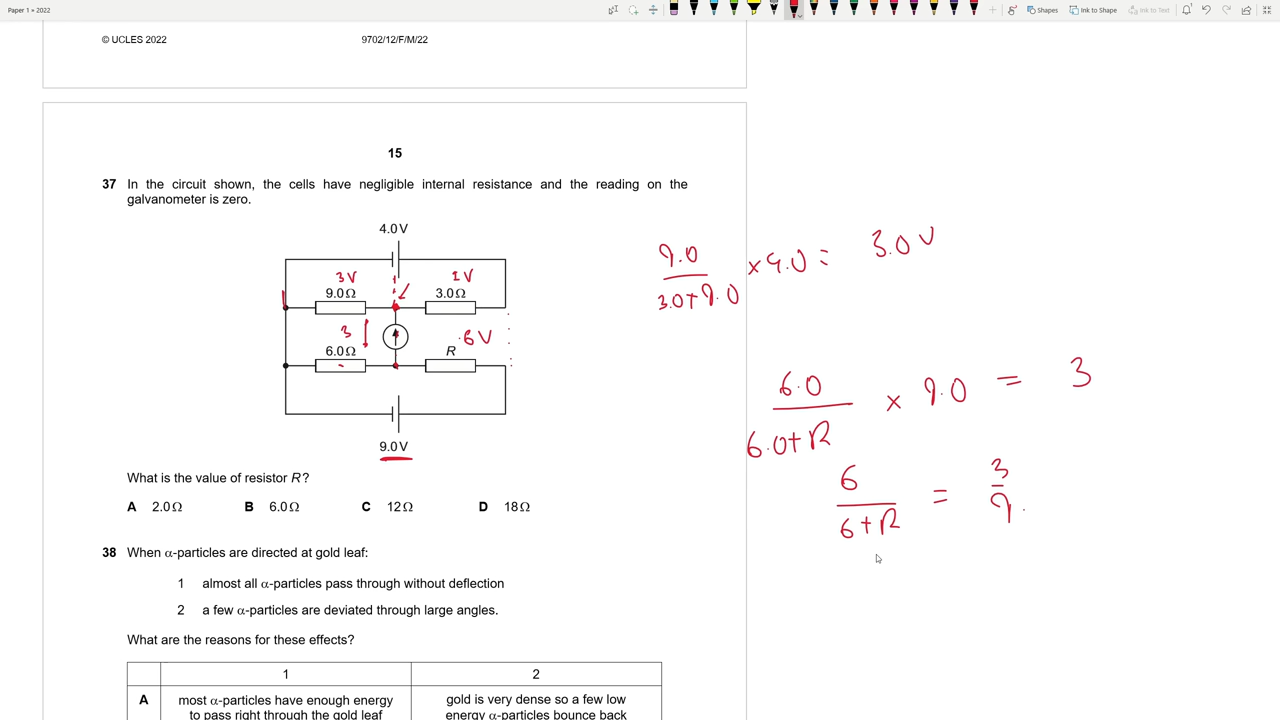 Paper 1 » 2022
Shapes
Ink to Shape
Ink to Text
© UCLES 2022
9702/12/F/M/22
15
37 In the circuit shown, the cells have negligible internal resistance and the reading on the
galvanometer is zero.
4.0 V
3 V
1 V
9.0 Ω
3.0 Ω
3
6 V
6.0 Ω
R
9.0 V
9.0
3.0+9.0
×4.0 =
3.0 V
6.0
6.0+R
× 9.0 = 3
6
6+R
=
3
9.
What is the value of resistor R?
A 2.0 Ω B 6.0 Ω C 12 Ω D 18 Ω
38 When α-particles are directed at gold leaf:
1 almost all α-particles pass through without deflection
2 a few α-particles are deviated through large angles.
What are the reasons for these effects?
1 2
A
most α-particles have enough energy
to pass right through the gold leaf
gold is very dense so a few low
energy α-particles bounce back